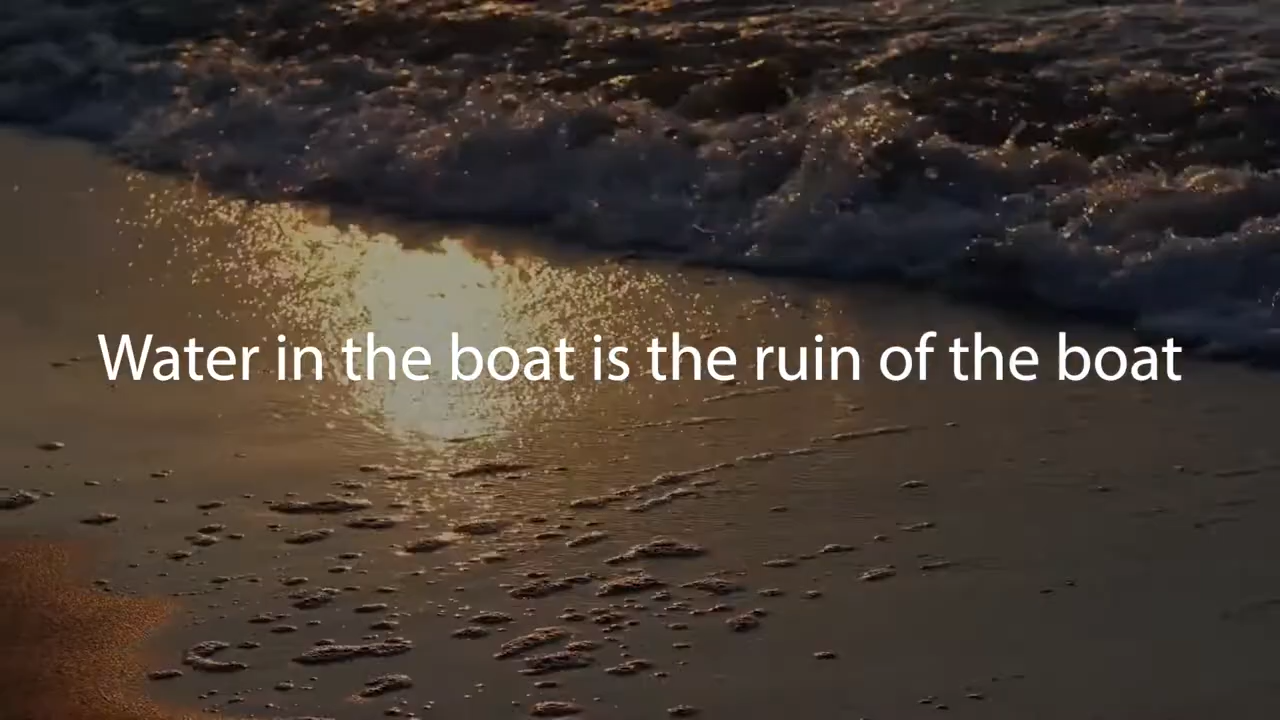 Water in the boat is the ruin of the boat